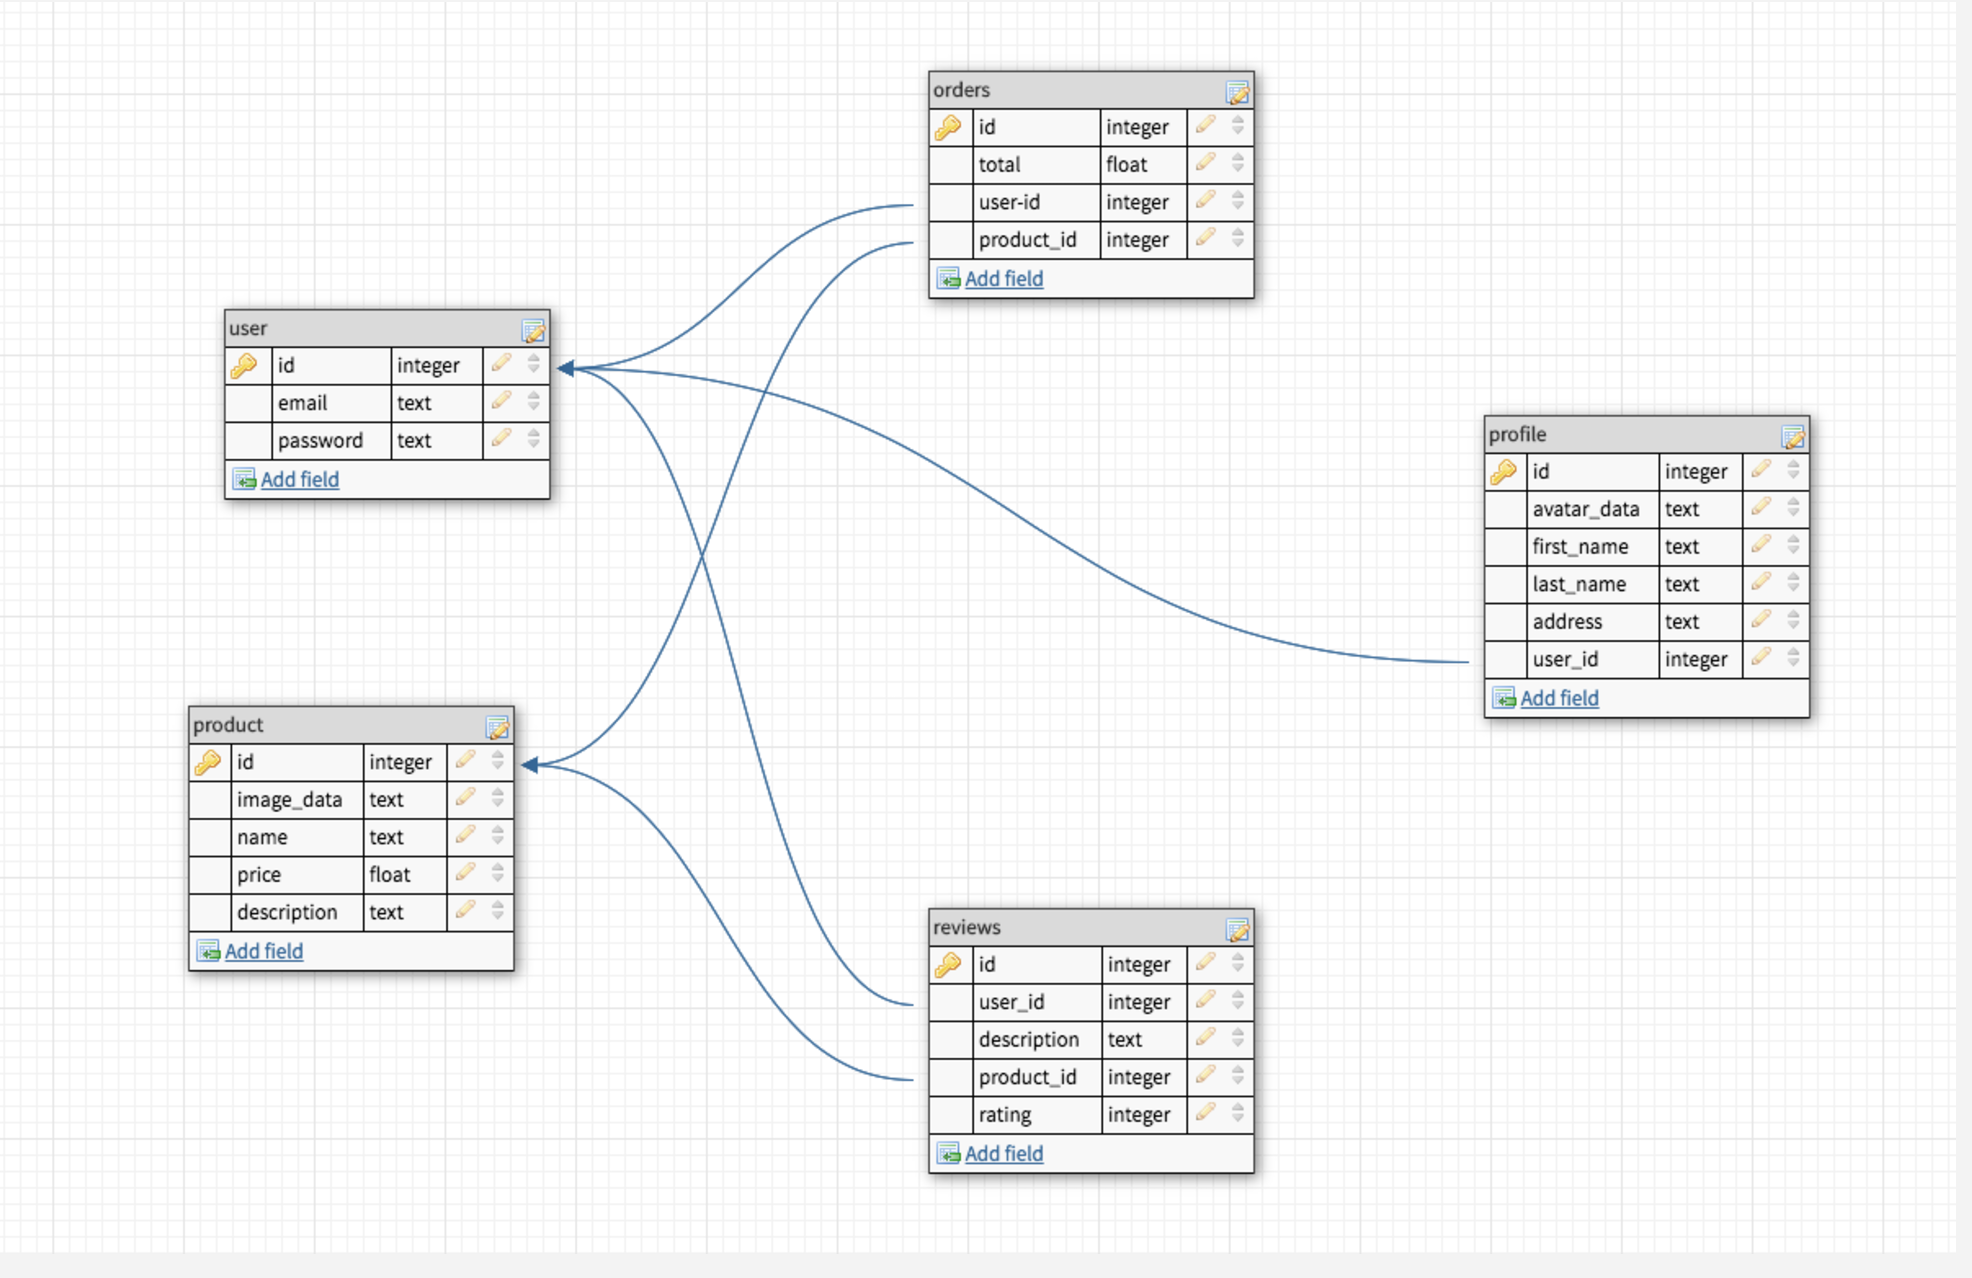 orders
id integer
total float
user-id integer
product_id integer
Add field
user
id integer
email text
password text
Add field
profile
id integer
avatar_data text
first_name text
last_name text
address text
user_id integer
Add field
product
id integer
image_data text
name text
price float
description text
Add field
reviews
id integer
user_id integer
description text
product_id integer
rating integer
Add field